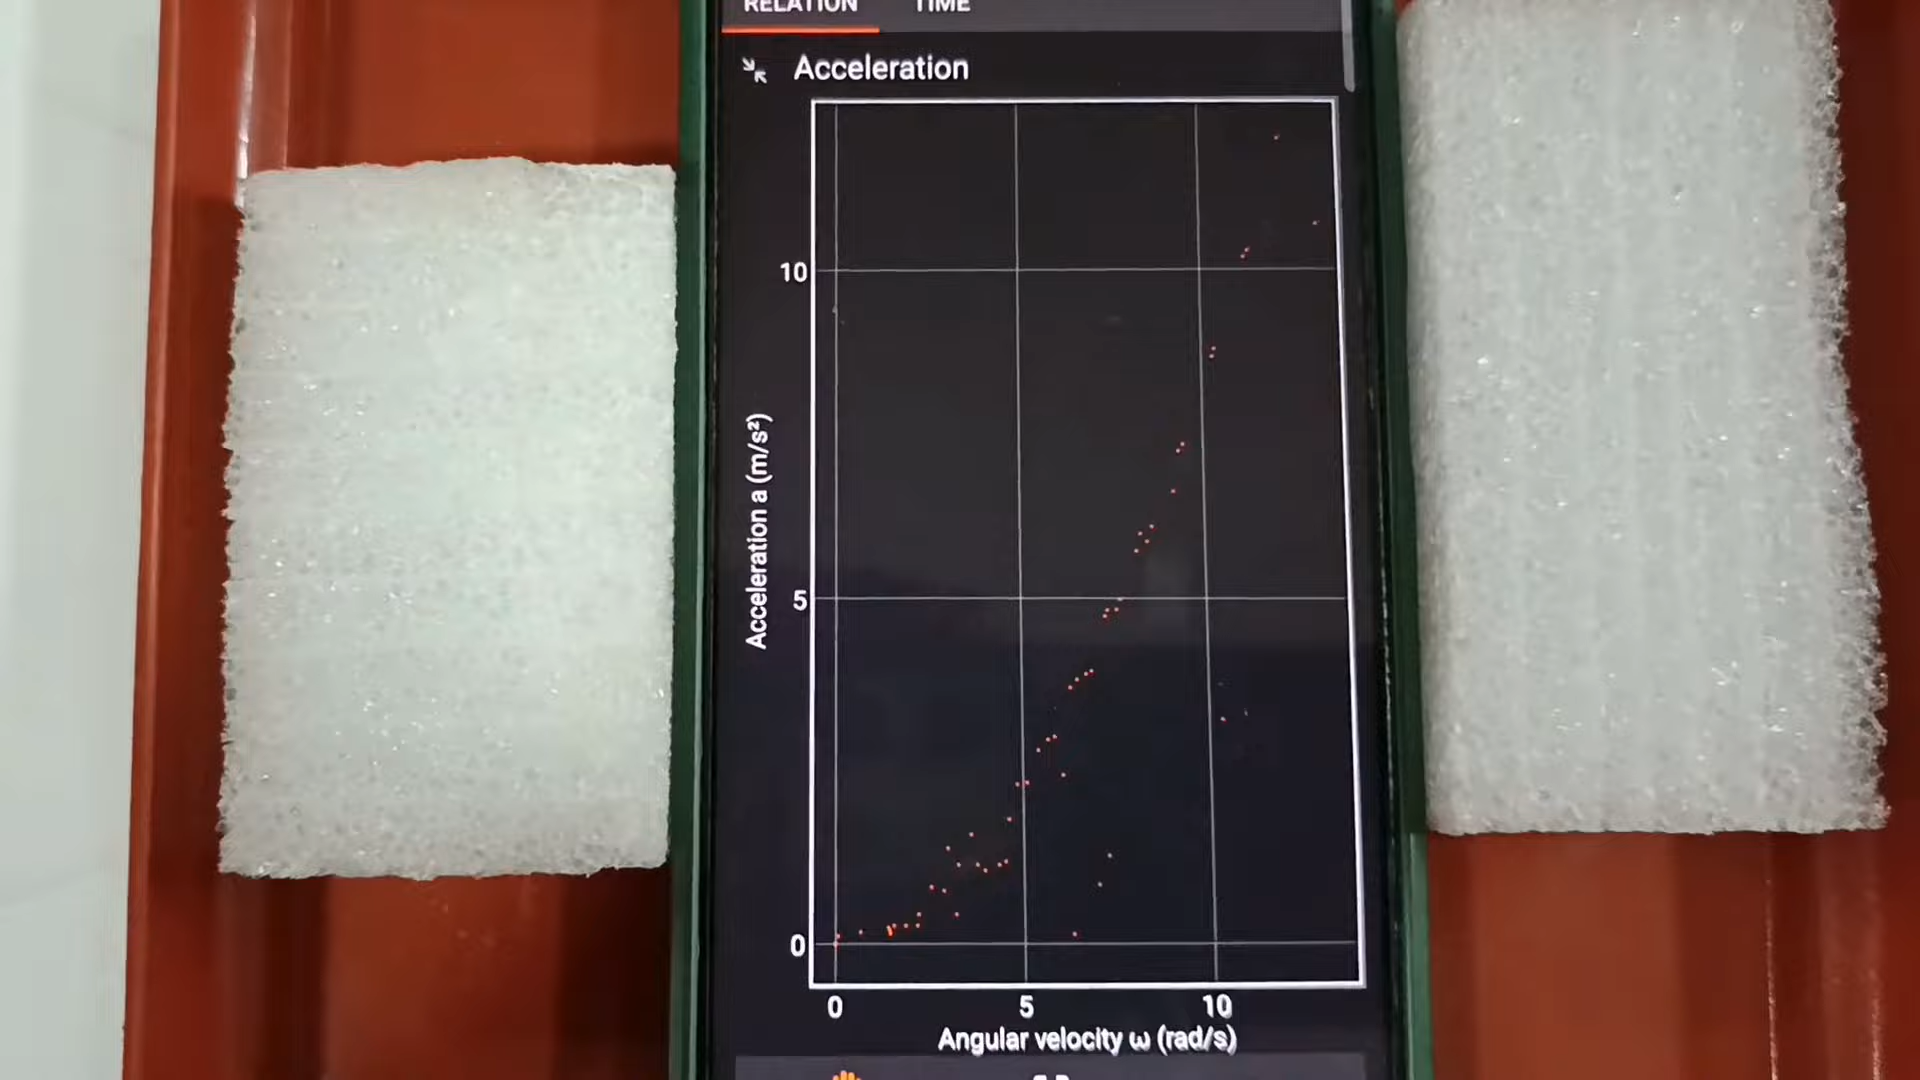 RELATION TIME
Acceleration
10
5
0
Acceleration a (m/s²)
0 5 10
Angular velocity ω (rad/s)